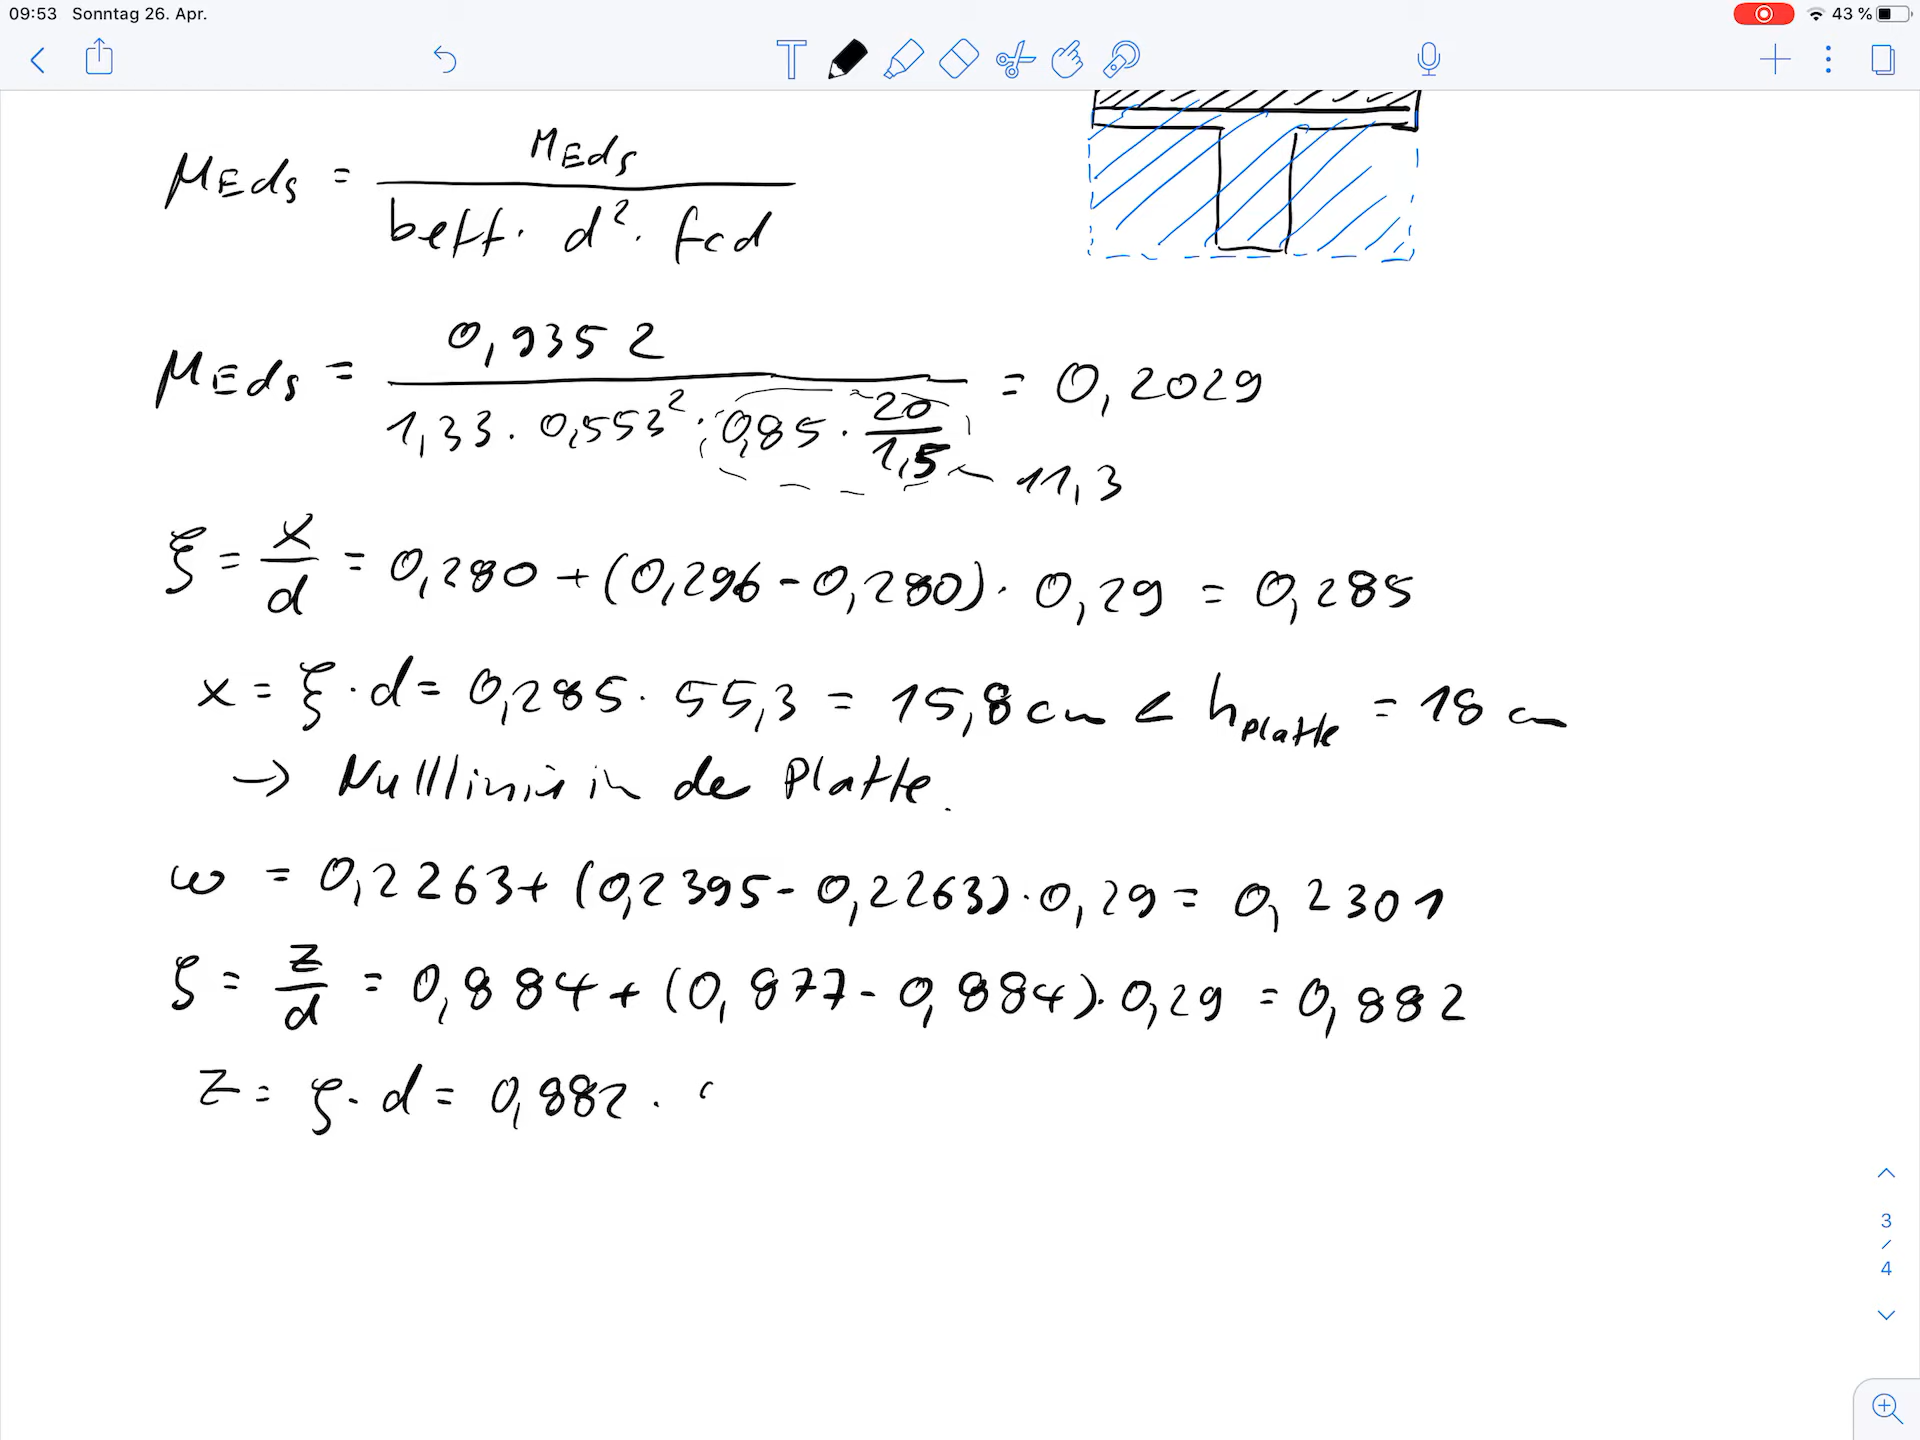 09:53 Sonntag 26. Apr. 43 %
T
μEds = MEds / beff · d² · fcd
μEds = 0,9352 / 1,33 · 0,553² · 0,85 · 20/1,5 = 0,2029
11,3
ξ = x/d = 0,280 + (0,296 - 0,280) · 0,29 = 0,285
x = ξ · d = 0,285 · 55,3 = 15,8 cm < hPlatte = 18 cm
→ Nulllinie in der Platte.
ω = 0,2263 + (0,2395 - 0,2263) · 0,29 = 0,2301
ζ = z/d = 0,884 + (0,877 - 0,884) · 0,29 = 0,882
z = ζ · d = 0,882 ·
3
/
4